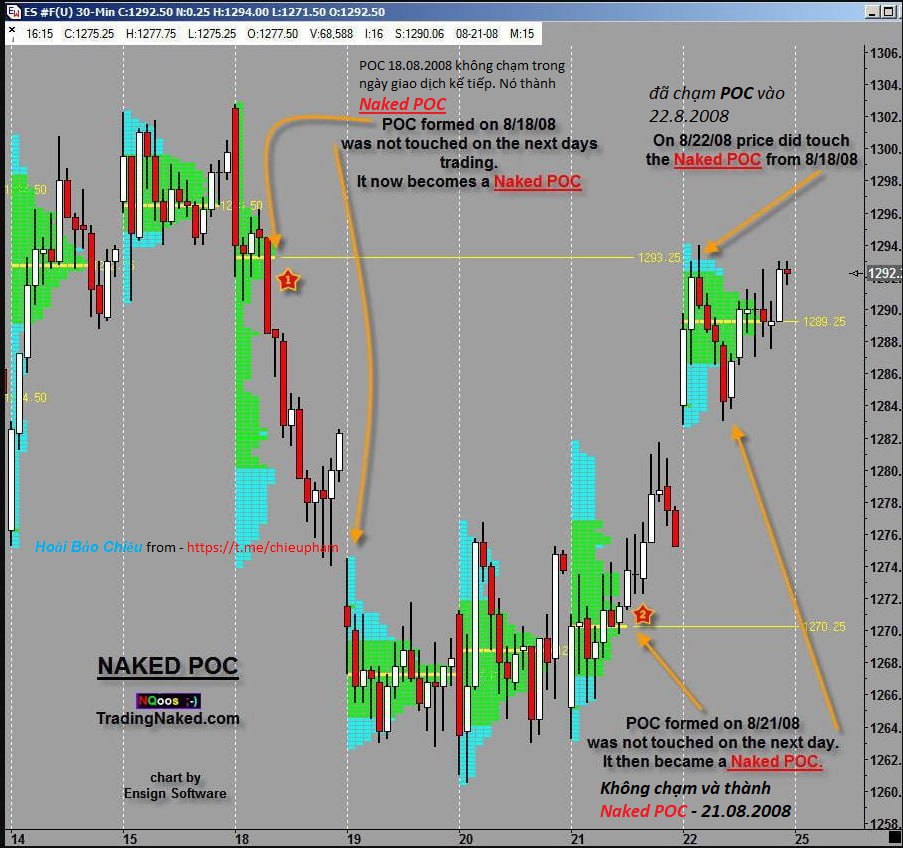 ES #F(U) 30-Min C:1292.50 N:0.25 H:1294.00 L:1271.50 O:1292.50
16:15 C:1275.25 H:1277.75 L:1275.25 O:1277.50 V:68,588 I:16 S:1290.06 08-21-08 M:15
POC 18.08.2008 không chạm trong
ngày giao dịch kế tiếp. Nó thành
Naked POC
POC formed on 8/18/08
was not touched on the next days
trading.
It now becomes a Naked POC
đã chạm POC vào
22.8.2008
On 8/22/08 price did touch
the Naked POC from 8/18/08
1293.25
1
1289.25
1270.25
2
.50
Hoài Bảo Chiêu from - https://t.me/chieupham
NAKED POC
NQoos ;-)
TradingNaked.com
chart by
Ensign Software
POC formed on 8/21/08
was not touched on the next day.
It then became a Naked POC.
Không chạm và thành
Naked POC - 21.08.2008
1306.
1304.
1302.
1300.
1298.
1296.
1294.
1292.
1290.
1288.
1286.
1284.
1282.
1280.
1278.
1276.
1274.
1272.
1270.
1268.
1266.
1264.
1262.
1260.
1258.
14 15 18 19 20 21 22 25